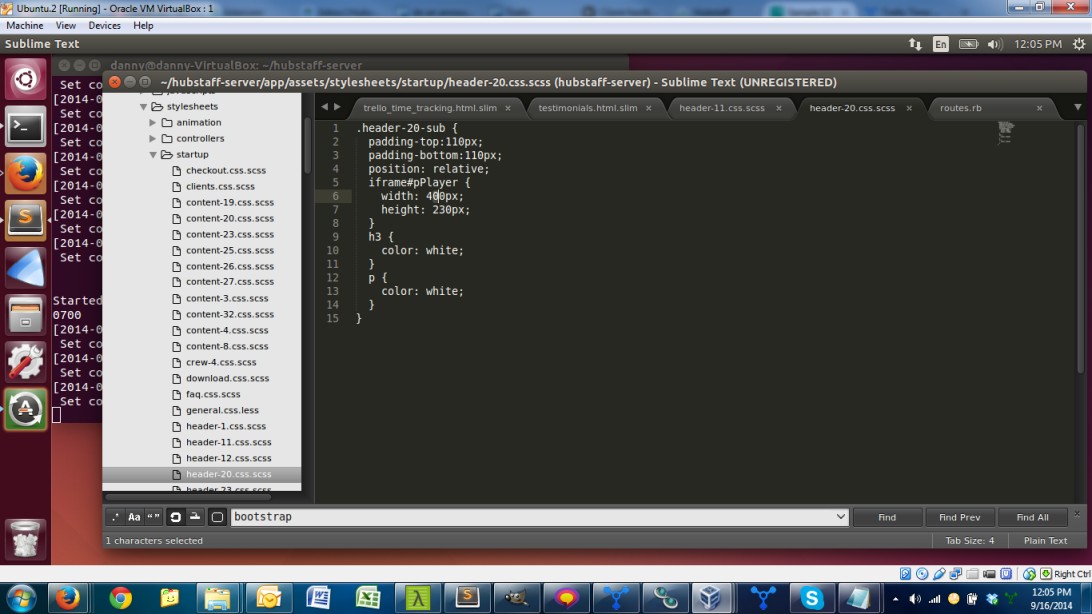 Ubuntu.2 [Running] - Oracle VM VirtualBox : 1
Machine View Devices Help
Sublime Text
En
12:05 PM
danny@danny-VirtualBox: ~
~/hubstaff-server/app/assets/stylesheets/startup/header-20.css.scss (hubstaff-server) - Sublime Text (UNREGISTERED)
trello_time_tracking.html.slim × testimonials.html.slim × header-11.css.scss × header-20.css.scss × routes.rb ×
Set co
[2014-0
Set co
[2014-0
Set co
[2014-0
Set co
[2014-0
Set co
[2014-0
Set co
[2014-0
Set co
Started
0700
[2014-0
Set co
[2014-0
Set co
[2014-0
Set co
stylesheets
animation
controllers
startup
checkout.css.scss
clients.css.scss
content-19.css.scss
content-20.css.scss
content-23.css.scss
content-25.css.scss
content-26.css.scss
content-27.css.scss
content-3.css.scss
content-32.css.scss
content-4.css.scss
content-8.css.scss
crew-4.css.scss
download.css.scss
faq.css.scss
general.css.less
header-1.css.scss
header-11.css.scss
header-12.css.scss
header-20.css.scss
header-23.css.scss
1 .header-20-sub {
2 padding-top:110px;
3 padding-bottom:110px;
4 position: relative;
5 iframe#pPlayer {
6 width: 400px;
7 height: 230px;
8 }
9 h3 {
10 color: white;
11 }
12 p {
13 color: white;
14 }
15 }
.* Aa “”
bootstrap
Find Find Prev Find All
1 characters selected
Tab Size: 4 Plain Text
Right Ctrl
12:05 PM
9/16/2014